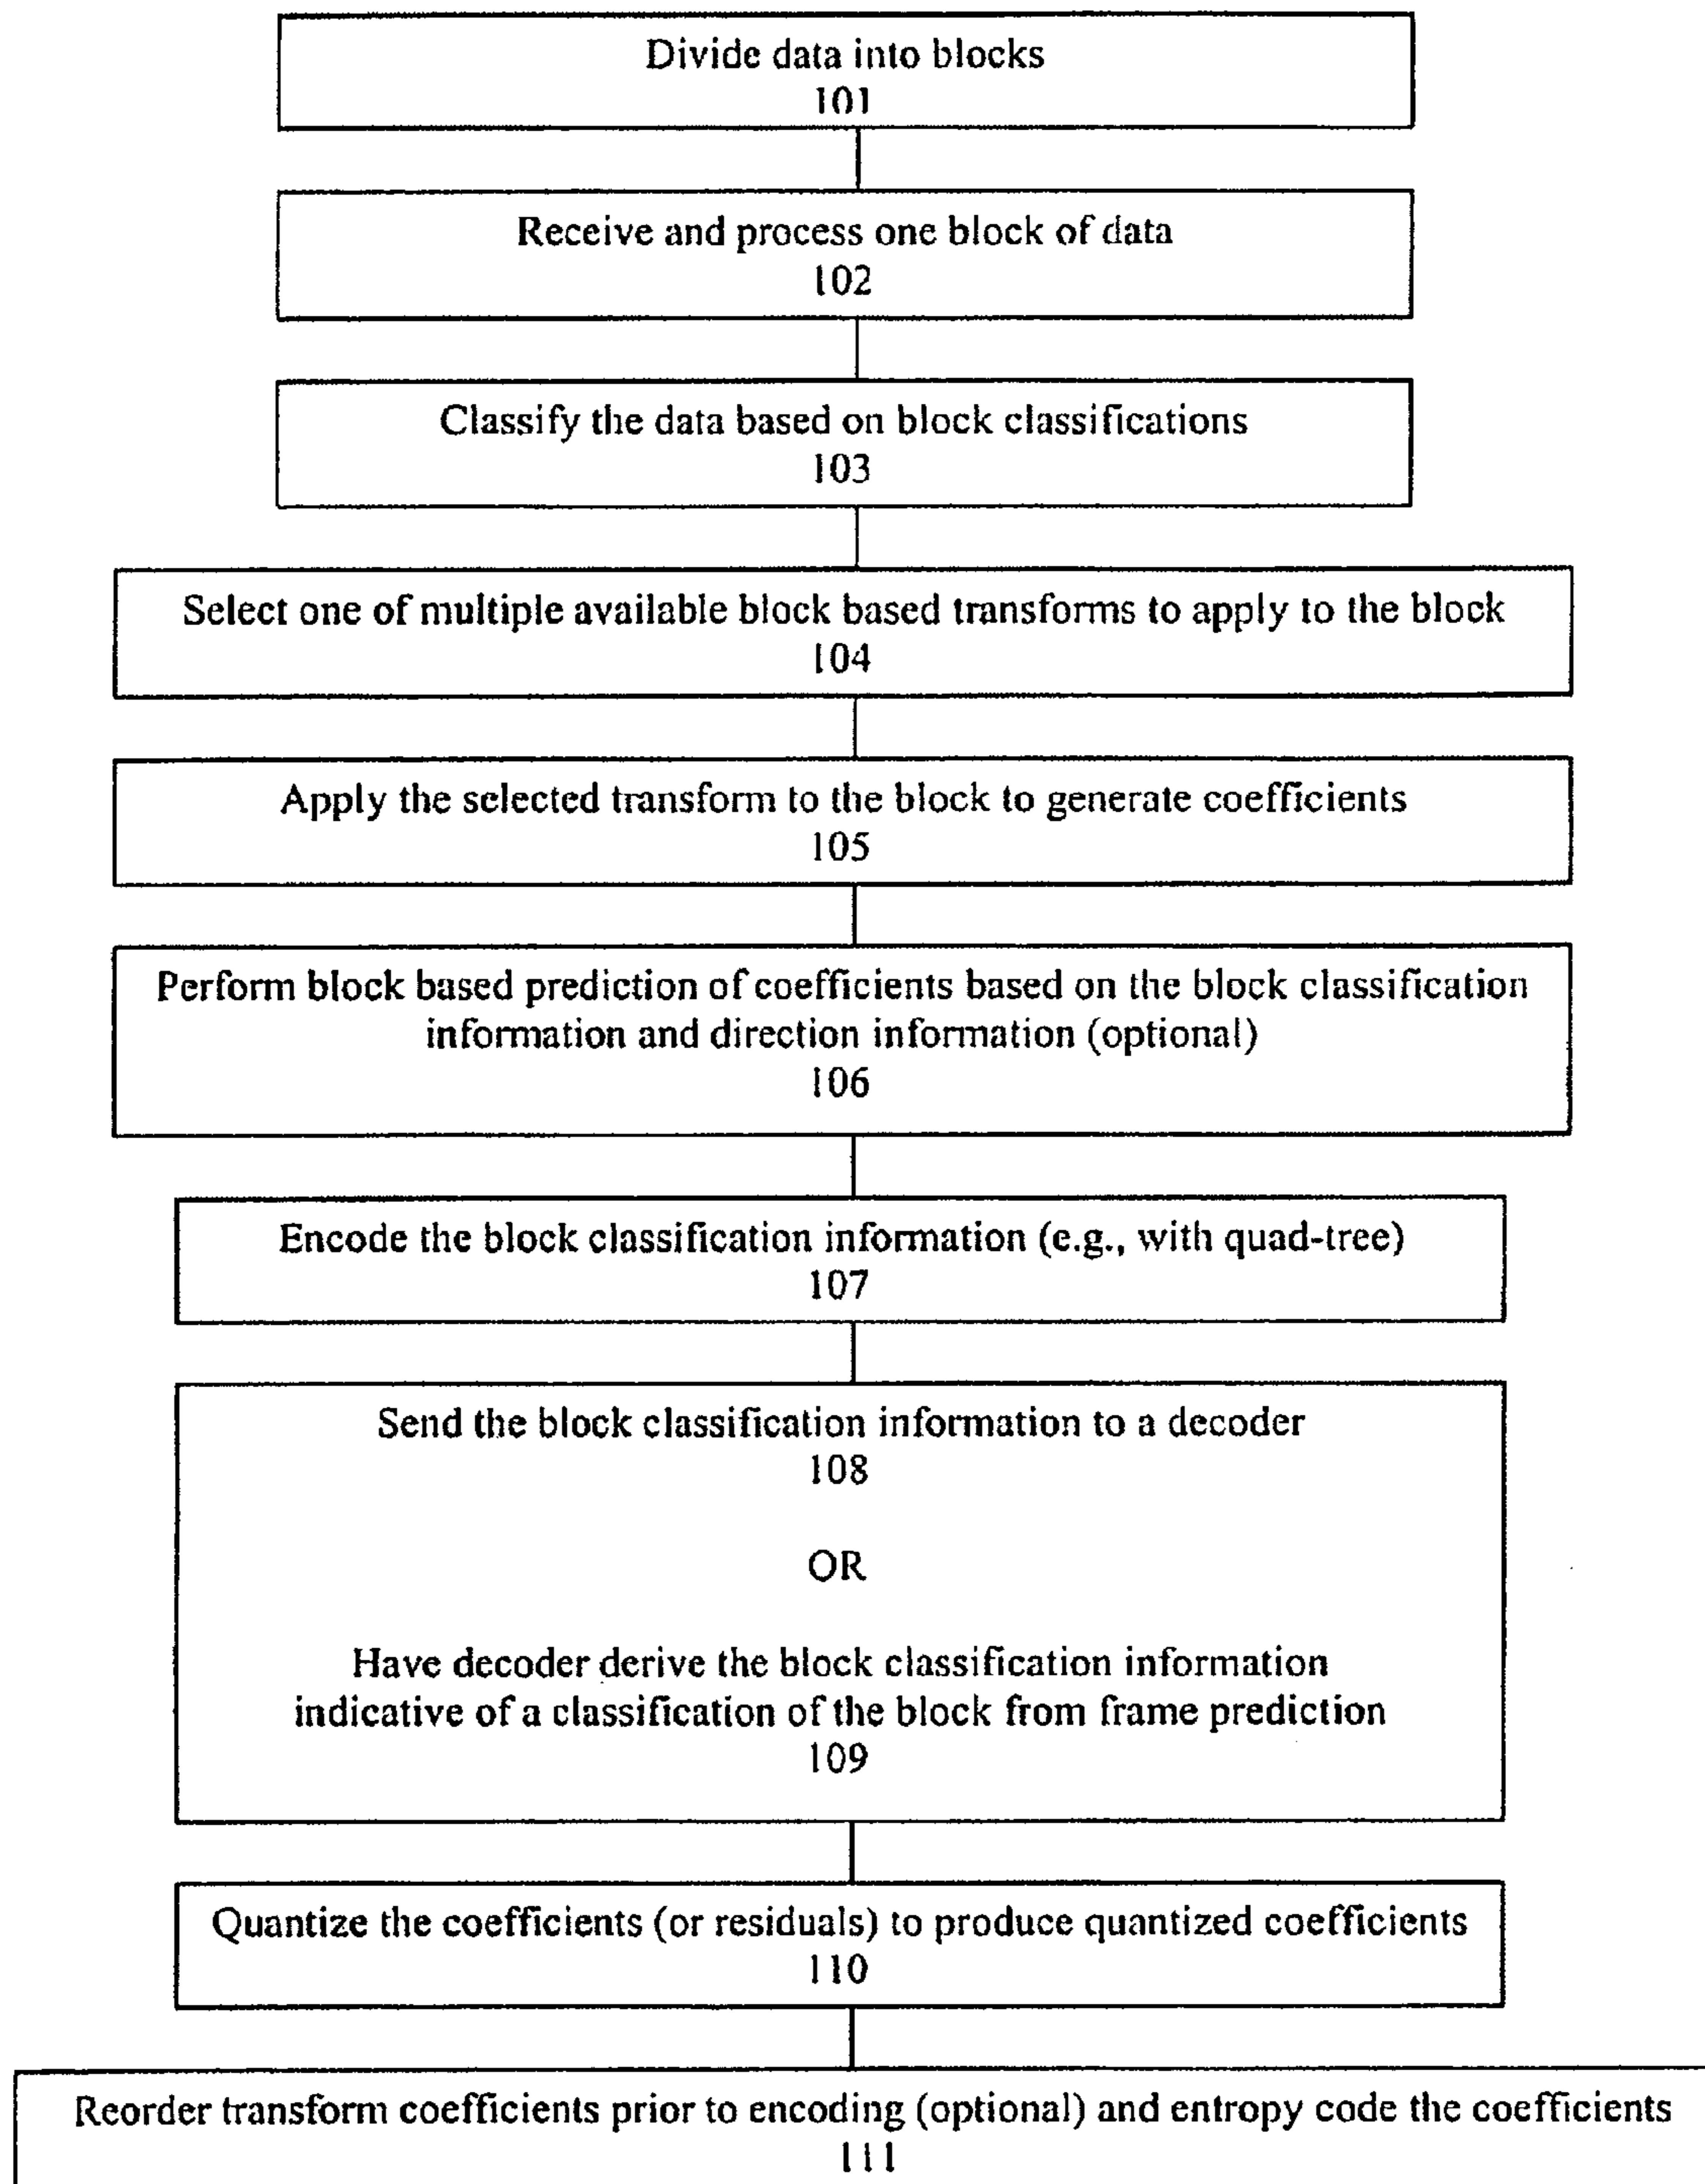 Divide data into blocks
101
Receive and process one block of data
102
Classify the data based on block classifications
103
Select one of multiple available block based transforms to apply to the block
104
Apply the selected transform to the block to generate coefficients
105
Perform block based prediction of coefficients based on the block classification
information and direction information (optional)
106
Encode the block classification information (e.g., with quad-tree)
107
Send the block classification information to a decoder
108
OR
Have decoder derive the block classification information
indicative of a classification of the block from frame prediction
109
Quantize the coefficients (or residuals) to produce quantized coefficients
110
Reorder transform coefficients prior to encoding (optional) and entropy code the coefficients
111